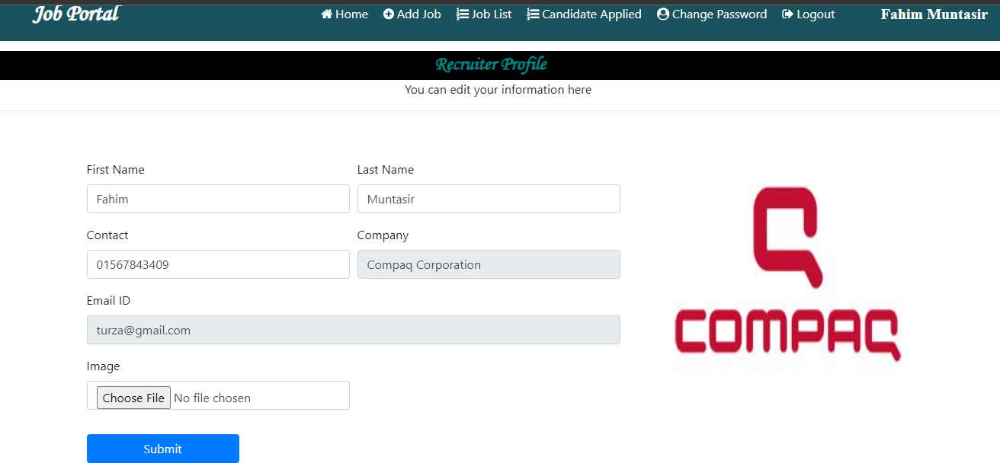 Job Portal
Home Add Job Job List Candidate Applied Change Password Logout Fahim Muntasir
Recruiter Profile
You can edit your information here
First Name Last Name
Fahim Muntasir
Contact Company
01567843409 Compaq Corporation
Email ID
turza@gmail.com
Image
Choose File No file chosen
Submit
COMPAQ